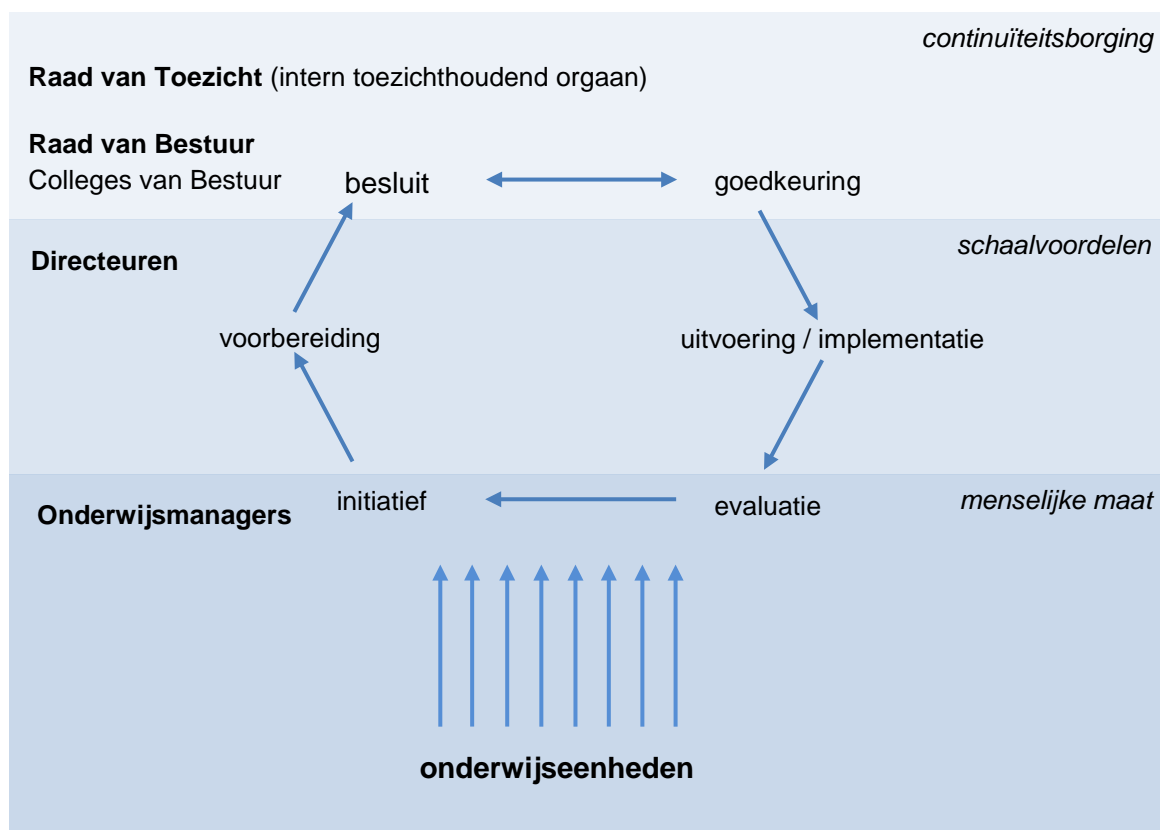 continuïteitsborging
Raad van Toezicht (intern toezichthoudend orgaan)
Raad van Bestuur
Colleges van Bestuur besluit goedkeuring
schaalvoordelen
Directeuren
voorbereiding uitvoering / implementatie
Onderwijsmanagers initiatief evaluatie menselijke maat
onderwijseenheden